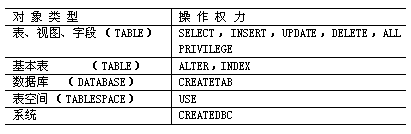 对 象 类 型 操 作 权 力
表、视图、字段（TABLE） SELECT，INSERT，UPDATE，DELETE，ALL
PRIVILEGE
基本表 （TABLE） ALTER，INDEX
数据库 （DATABASE） CREATETAB
表空间（TABLESPACE） USE
系统 CREATEDBC